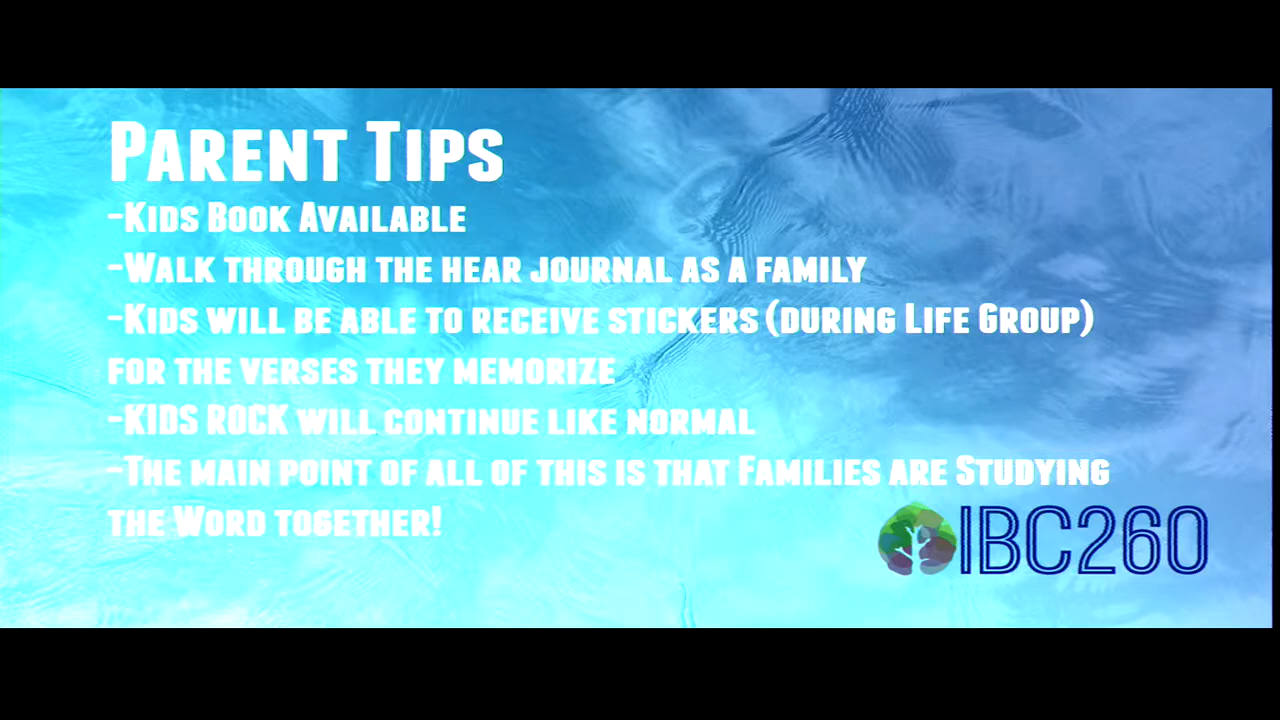 Parent Tips
-Kids Book Available
-Walk through the hear journal as a family
-Kids will be able to receive stickers (during Life Group)
for the verses they memorize
-KIDS ROCK will continue like normal
-The main point of all of this is that Families are Studying
the Word together!
IBC260